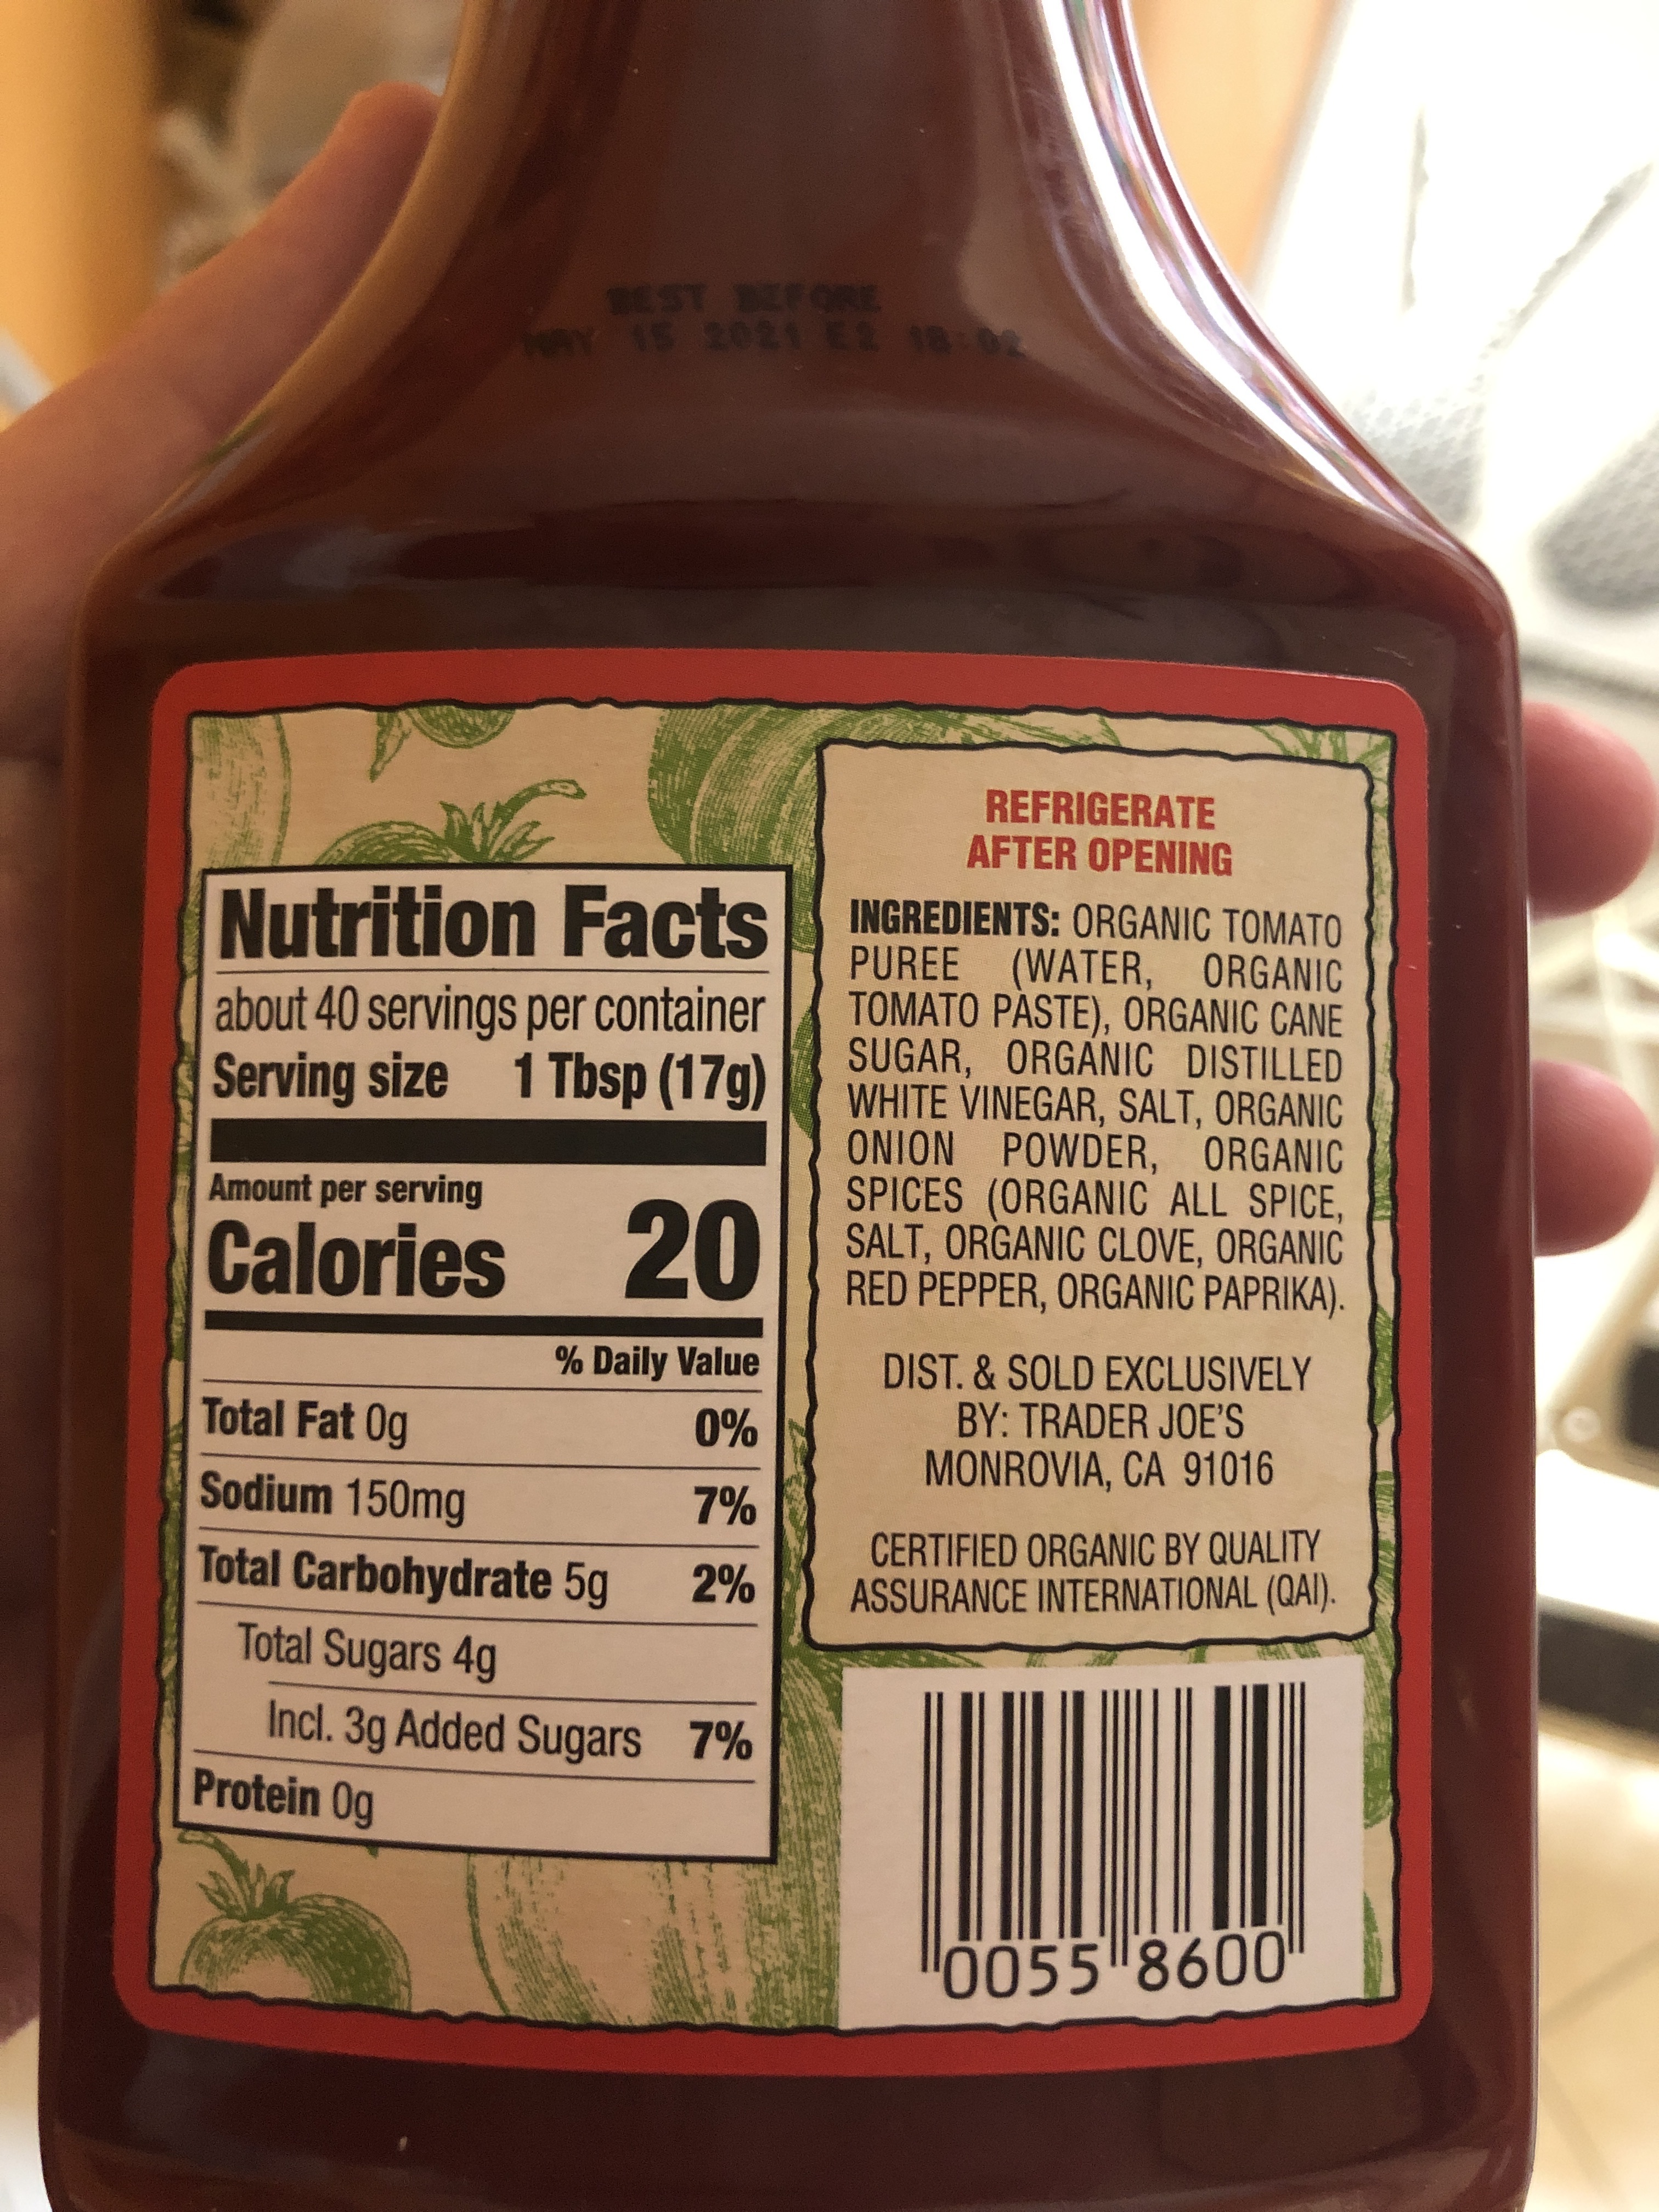 BEST BEFORE
MAY 15 2021 E2 18:02
Nutrition Facts
about 40 servings per container
Serving size 1 Tbsp (17g)
Amount per serving
Calories 20
% Daily Value
Total Fat 0g 0%
Sodium 150mg 7%
Total Carbohydrate 5g 2%
Total Sugars 4g
Incl. 3g Added Sugars 7%
Protein 0g
REFRIGERATE
AFTER OPENING
INGREDIENTS: ORGANIC TOMATO
PUREE (WATER, ORGANIC
TOMATO PASTE), ORGANIC CANE
SUGAR, ORGANIC DISTILLED
WHITE VINEGAR, SALT, ORGANIC
ONION POWDER, ORGANIC
SPICES (ORGANIC ALL SPICE,
SALT, ORGANIC CLOVE, ORGANIC
RED PEPPER, ORGANIC PAPRIKA).
DIST. & SOLD EXCLUSIVELY
BY: TRADER JOE'S
MONROVIA, CA 91016
CERTIFIED ORGANIC BY QUALITY
ASSURANCE INTERNATIONAL (QAI).
0055 8600